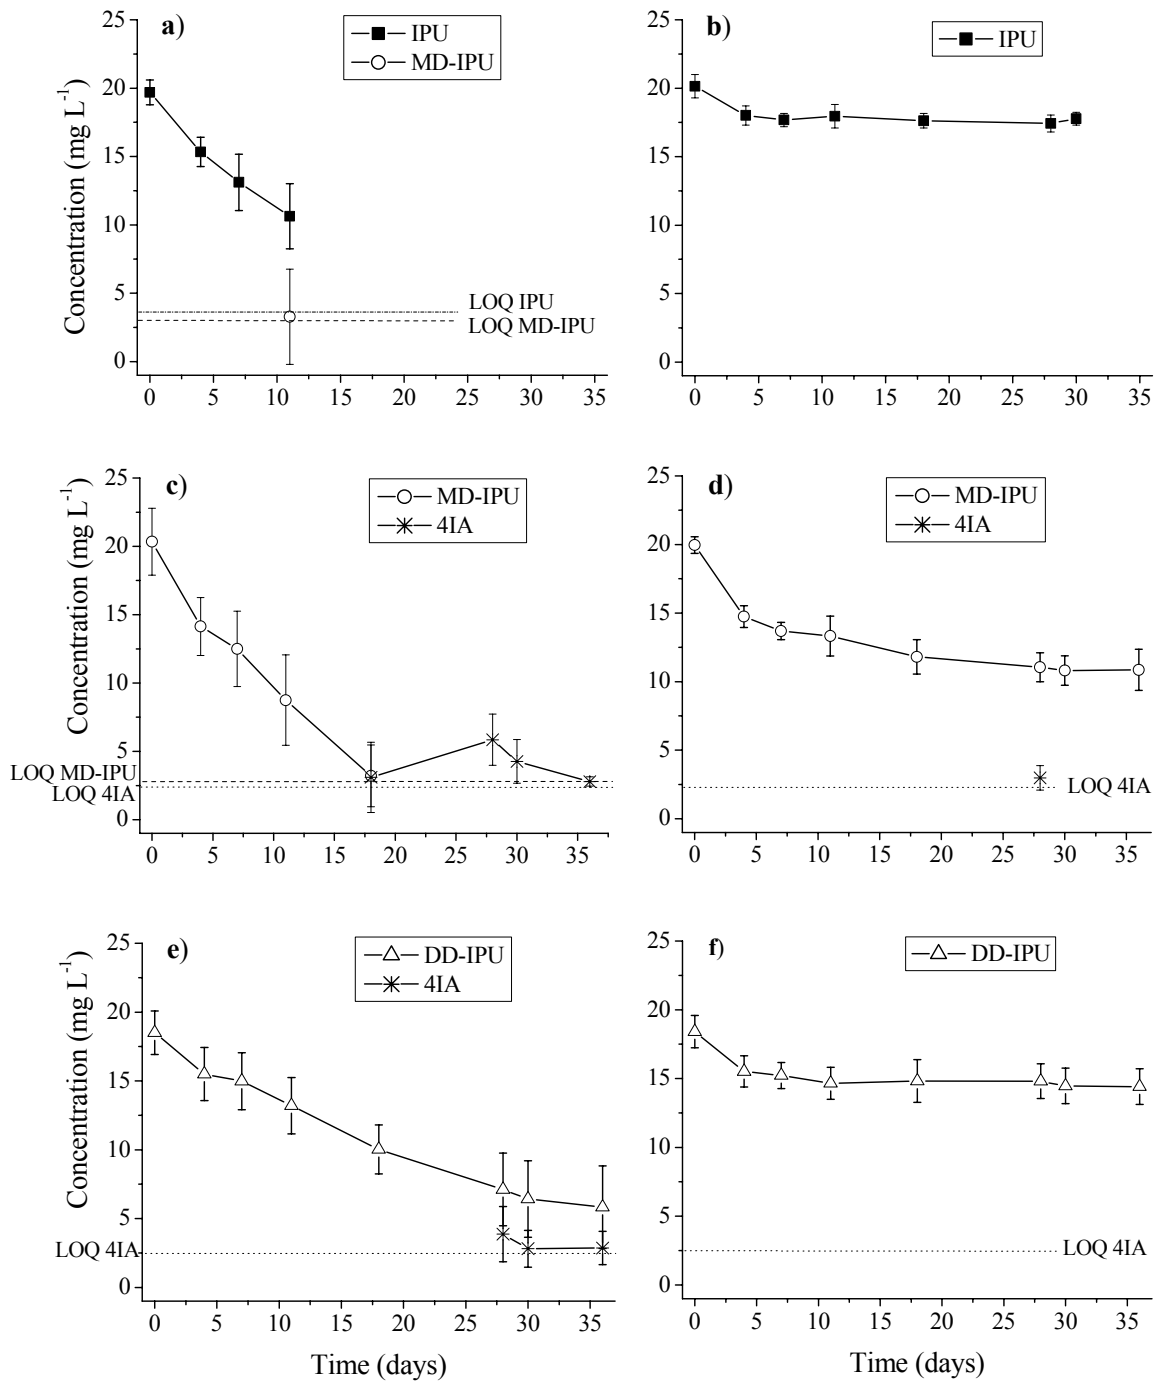 a)
IPU
MD-IPU
25
20
15
10
5
0
Concentration (mg L⁻¹)
LOQ IPU
LOQ MD-IPU
0 5 10 15 20 25 30 35
b)
IPU
25
20
15
10
5
0
0 5 10 15 20 25 30 35
c)
MD-IPU
4IA
25
20
15
10
5
0
Concentration (mg L⁻¹)
LOQ MD-IPU
LOQ 4IA
0 5 10 15 20 25 30 35
d)
MD-IPU
4IA
25
20
15
10
5
0
LOQ 4IA
0 5 10 15 20 25 30 35
e)
DD-IPU
4IA
25
20
15
10
5
0
Concentration (mg L⁻¹)
LOQ 4IA
0 5 10 15 20 25 30 35
Time (days)
f)
DD-IPU
25
20
15
10
5
0
LOQ 4IA
0 5 10 15 20 25 30 35
Time (days)